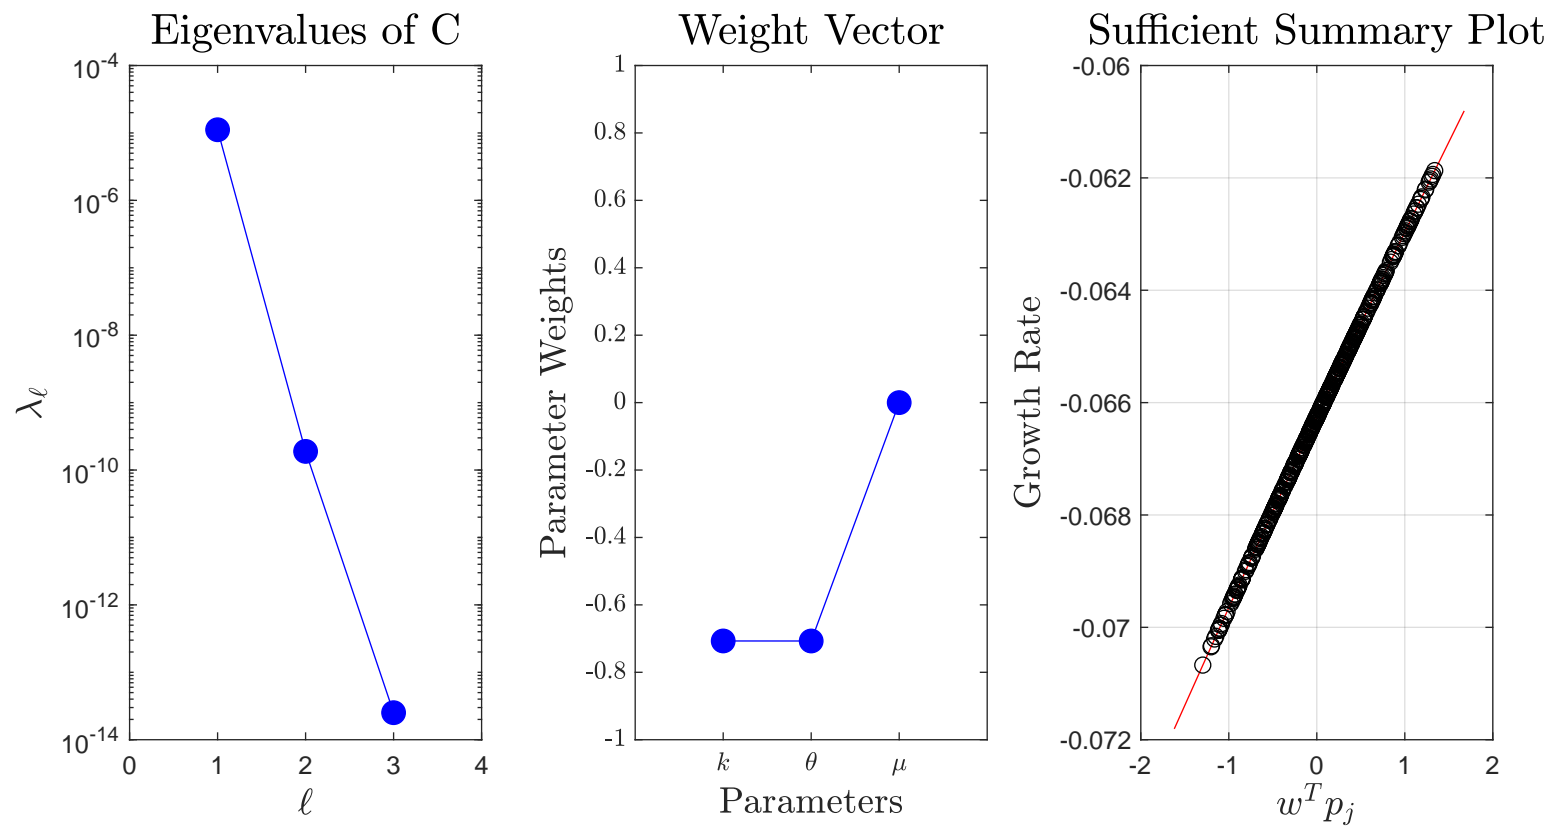 Eigenvalues of C
10-4
10-6
10-8
10-10
10-12
10-14
λℓ
0 1 2 3 4
ℓ
Weight Vector
1
0.8
0.6
0.4
0.2
0
-0.2
-0.4
-0.6
-0.8
-1
Parameter Weights
k θ μ
Parameters
Sufficient Summary Plot
-0.06
-0.062
-0.064
-0.066
-0.068
-0.07
-0.072
Growth Rate
-2 -1 0 1 2
wTpj